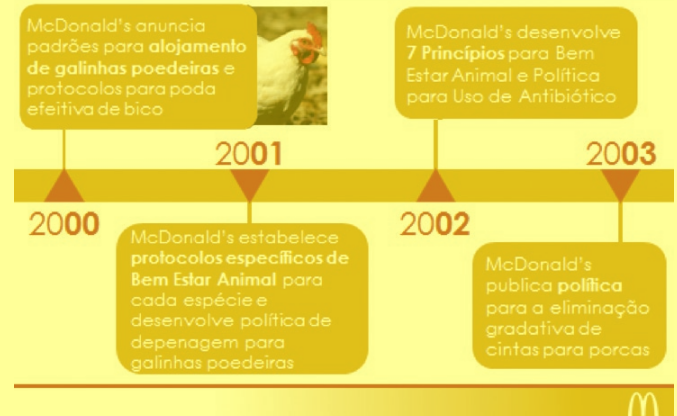 McDonald's anuncia
padrões para alojamento
de galinhas poedeiras e
protocolos para poda
efeitiva de bico
2000
2001
McDonald's estabelece
protocolos específicos de
Bem Estar Animal para
cada espécie e
desenvolve política de
depenagem para
galinhas poedeiras
McDonald's desenvolve
7 Princípios para Bem
Estar Animal e Política
para Uso de Antibiótico
2002
2003
McDonald's
publica política
para a eliminação
gradativa de
cintas para porcas